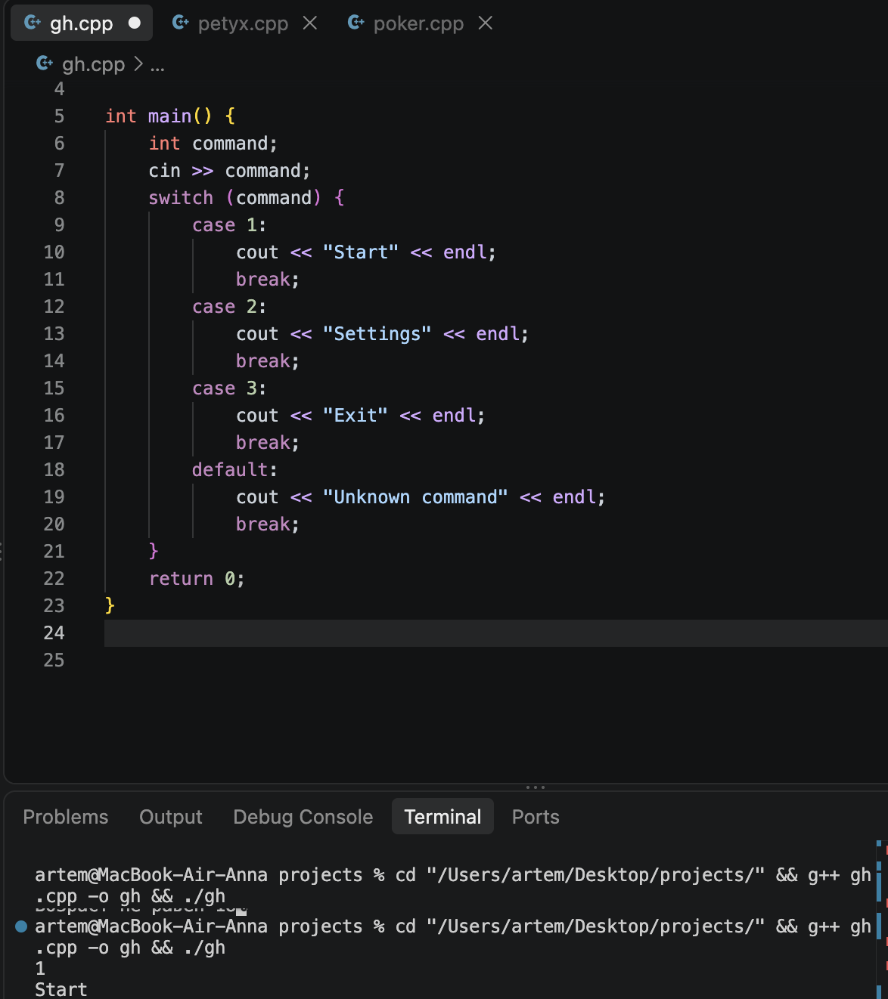 gh.cpp
petyx.cpp
poker.cpp
gh.cpp > ...
4
5 int main() {
6 int command;
7 cin >> command;
8 switch (command) {
9 case 1:
10 cout << "Start" << endl;
11 break;
12 case 2:
13 cout << "Settings" << endl;
14 break;
15 case 3:
16 cout << "Exit" << endl;
17 break;
18 default:
19 cout << "Unknown command" << endl;
20 break;
21 }
22 return 0;
23 }
24
25
Problems Output Debug Console Terminal Ports
artem@MacBook-Air-Anna projects % cd "/Users/artem/Desktop/projects/" && g++ gh
.cpp -o gh && ./gh
artem@MacBook-Air-Anna projects % cd "/Users/artem/Desktop/projects/" && g++ gh
.cpp -o gh && ./gh
1
Start